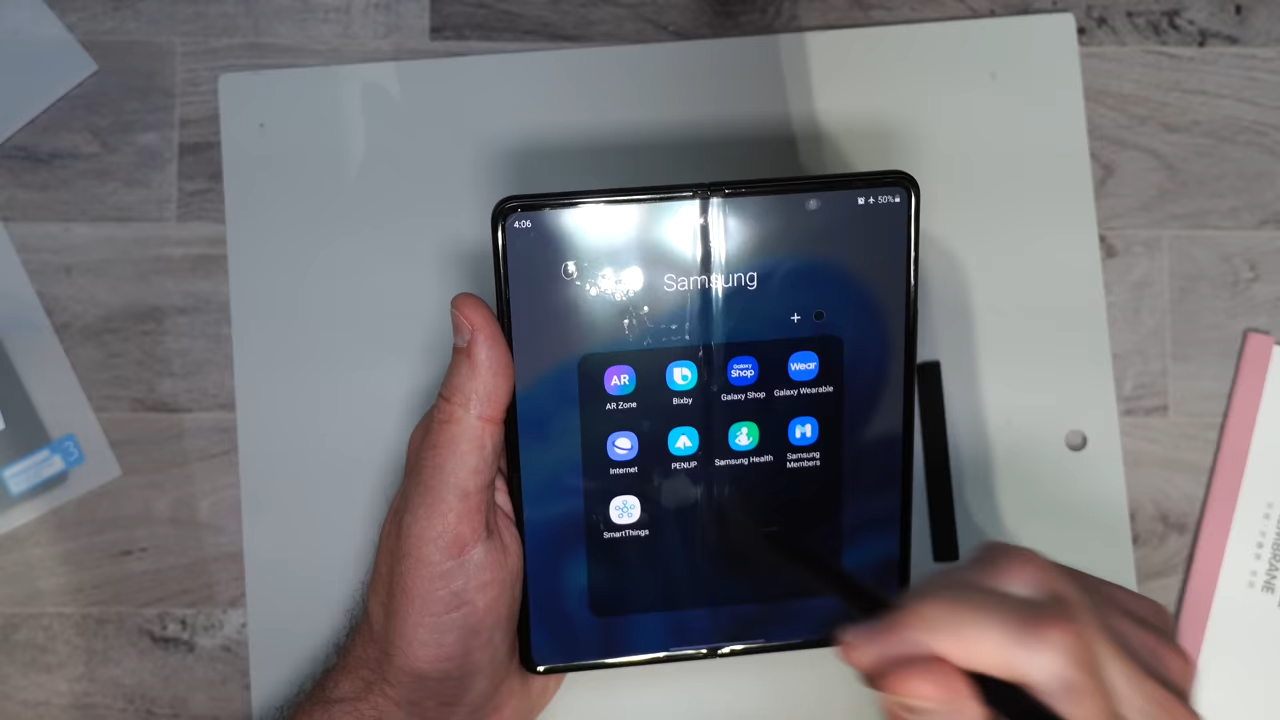 4:06
50%
Samsung
+
AR
AR Zone
Bixby
Galaxy
Shop
Galaxy Shop
Wear
Galaxy Wearable
Internet
PENUP
Samsung Health
Samsung
Members
SmartThings
3